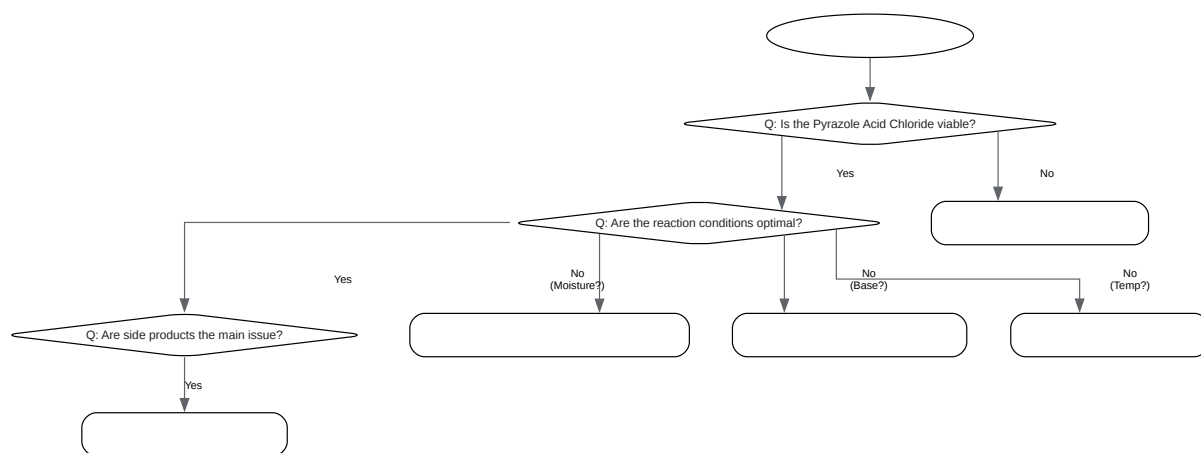 Q: Is the Pyrazole Acid Chloride viable?
Yes
No
Q: Are the reaction conditions optimal?
Yes
No
(Moisture?)
No
(Base?)
No
(Temp?)
Q: Are side products the main issue?
Yes